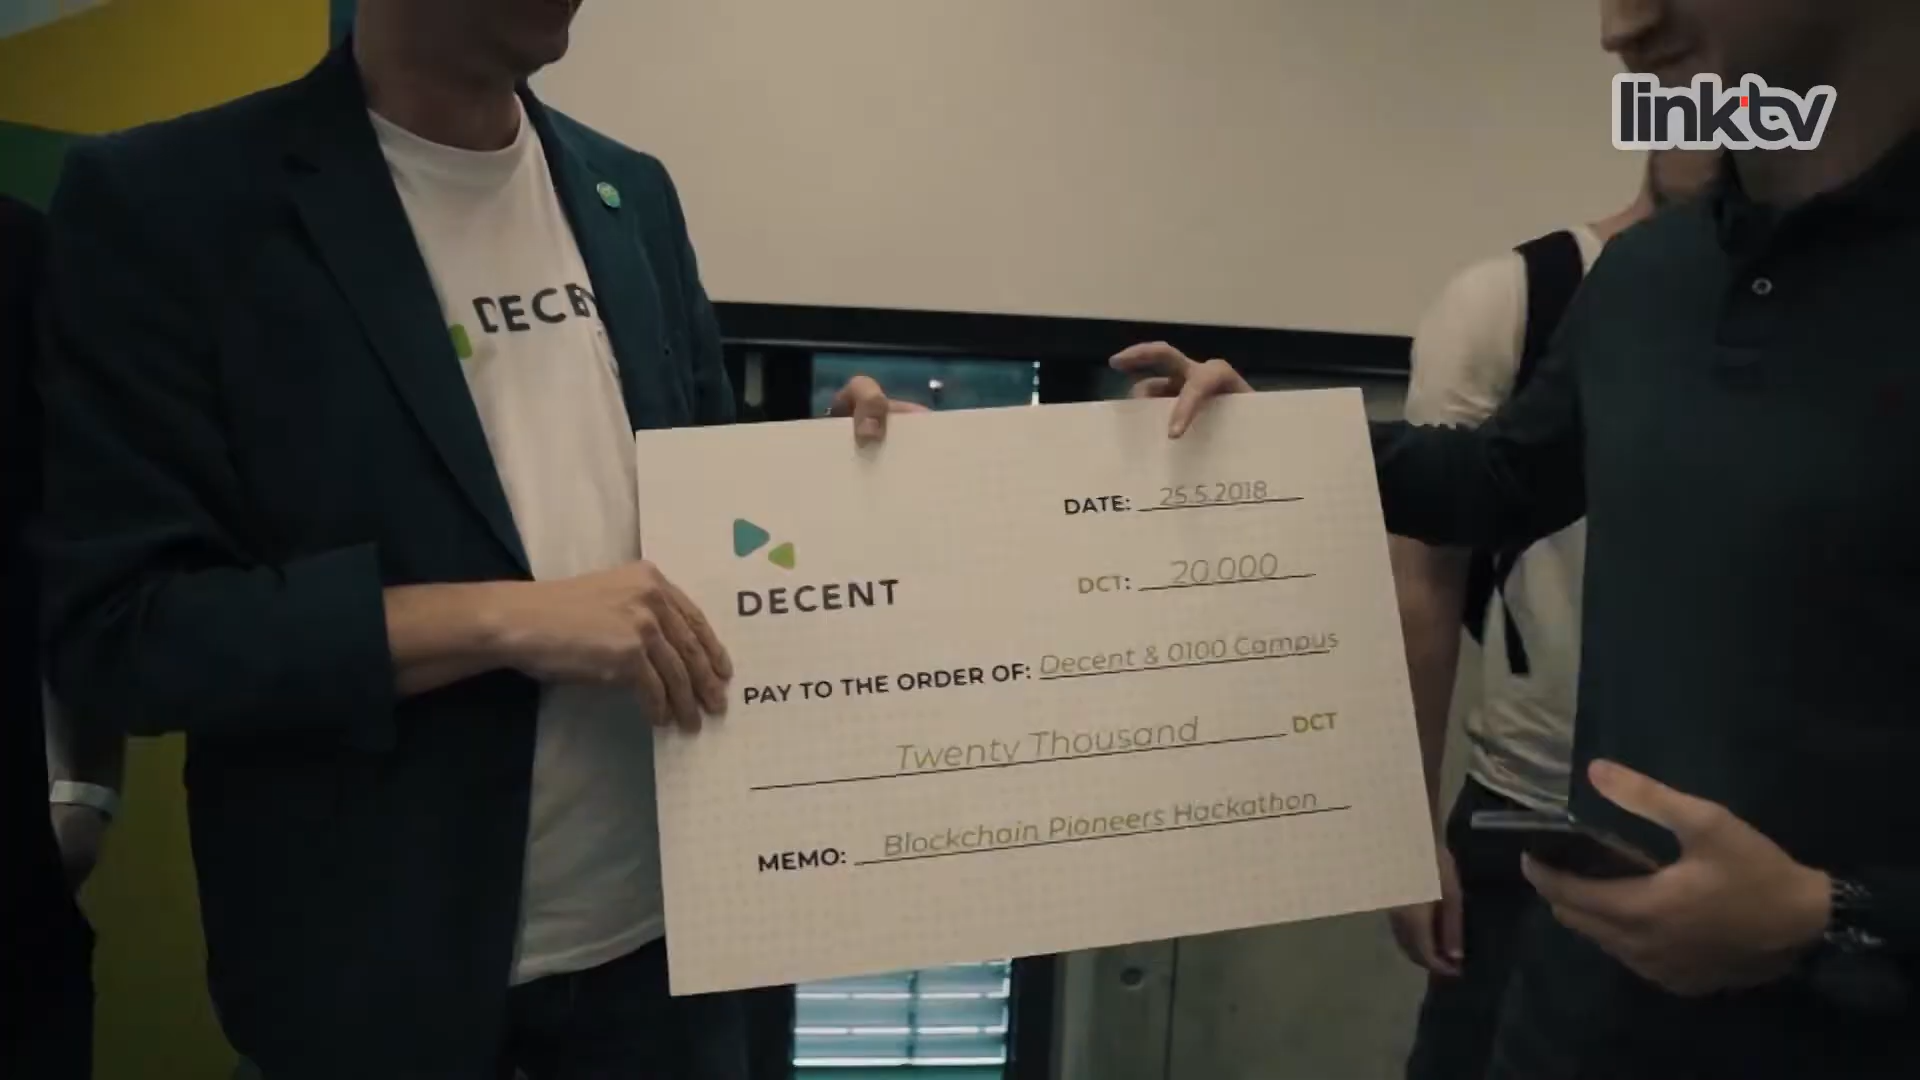 linktv
DECEN
DATE: 25.5.2018
DCT: 20.000
DECENT
PAY TO THE ORDER OF: Decent & 0100 Campus
Twenty Thousand DCT
MEMO: Blockchain Pioneers Hackathon